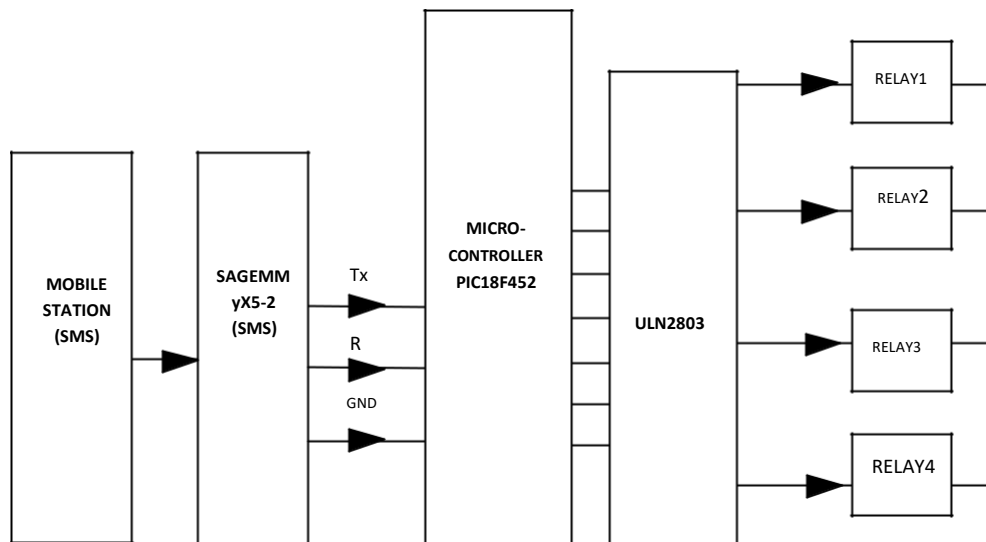 MOBILE
STATION
(SMS)
SAGEMM
yX5-2
(SMS)
Tx
R
GND
MICRO-
CONTROLLER
PIC18F452
ULN2803
RELAY1
RELAY2
RELAY3
RELAY4